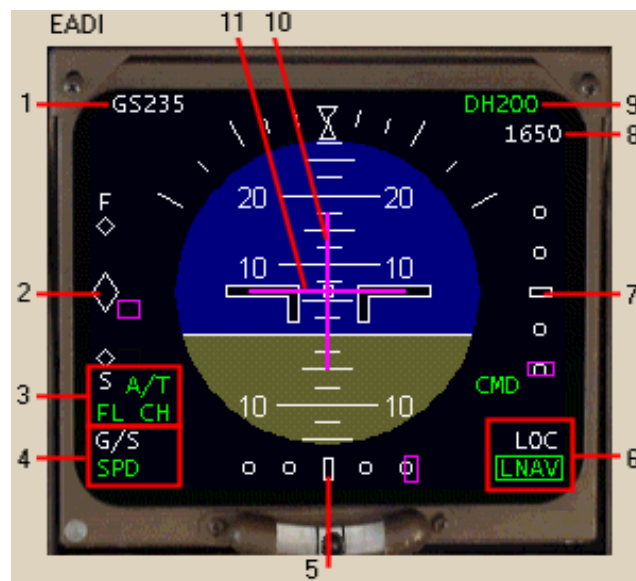 EADI
11 10
1 GS235
DH200 9
1650 8
F
20 20
10 10
2
7
S A/T
3 FL CH
CMD
10 10
4 G/S
SPD
LOC
LNAV 6
5